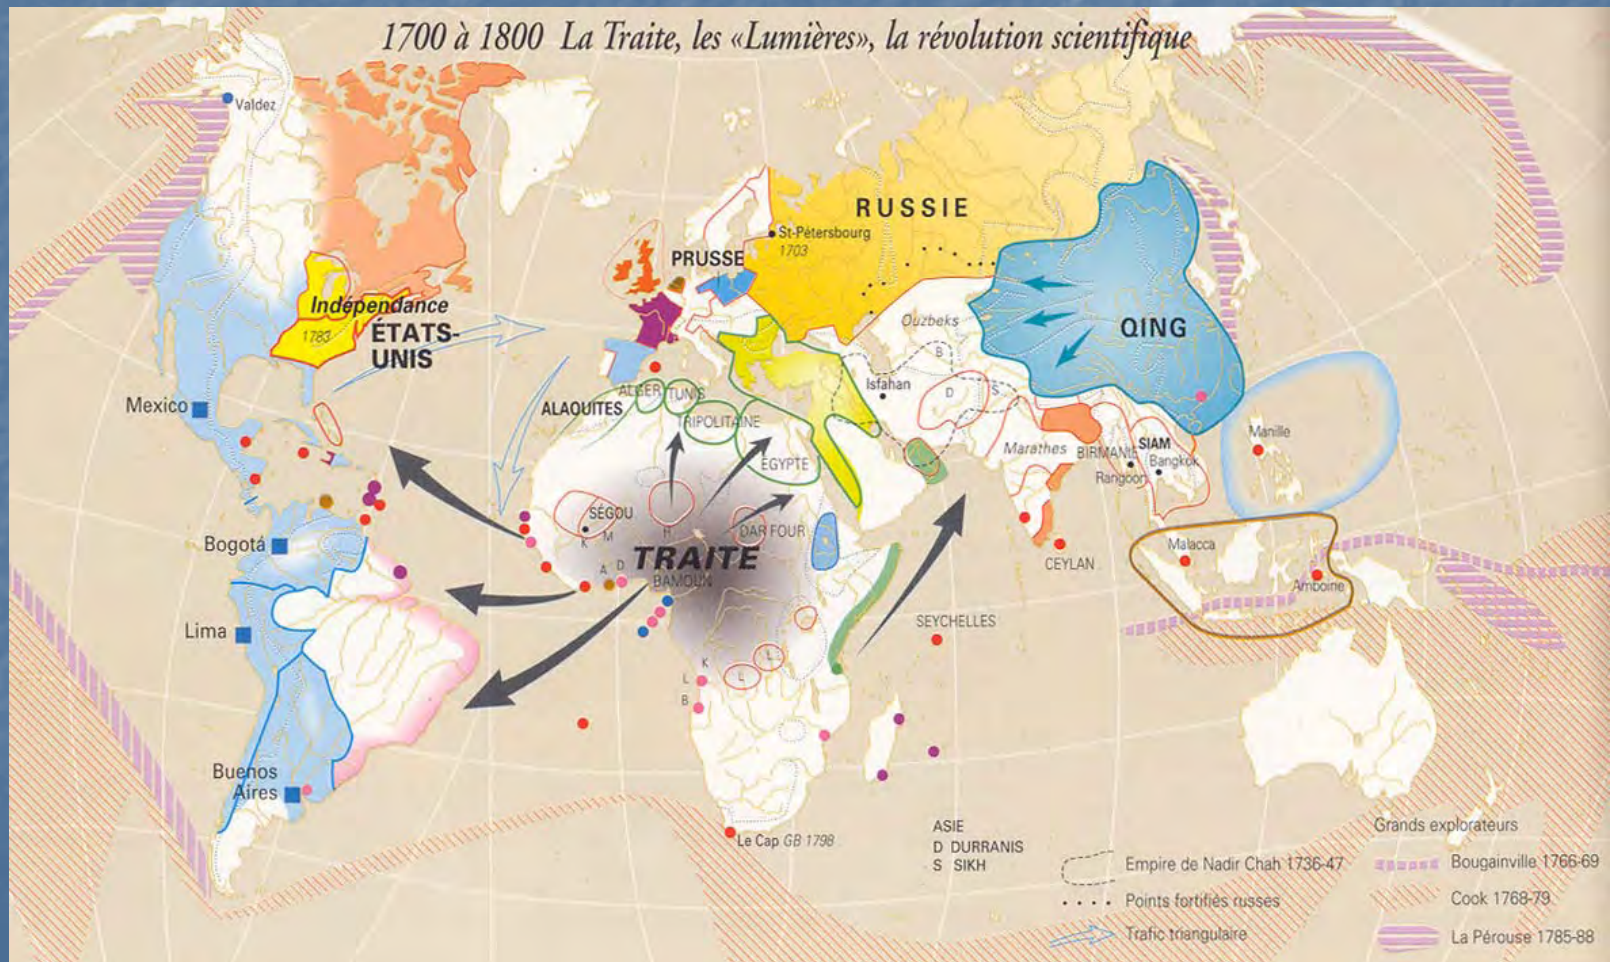 1700 à 1800 La Traite, les «Lumières», la révolution scientifique
Valdez
RUSSIE
St-Pétersbourg
1703
PRUSSE
Indépendance
1783
ÉTATS-
UNIS
Ouzbeks
QING
B
Isfahan
D
S
Mexico
ALAOUITES
ALGER
TUNIS
TRIPOLITAINE
ÉGYPTE
Marathes
BIRMANIE
SIAM
Rangoon
Bangkok
Manille
SÉGOU
K
M
H
DAR FOUR
Bogotá
TRAITE
A
D
BAMOUN
CEYLAN
Malacca
Amboine
Lima
SEYCHELLES
K
L
B
L
L
Buenos
Aires
Le Cap GB 1798
ASIE
D DURRANIS
S SIKH
Empire de Nadir Chah 1736-47
Points fortifiés russes
Trafic triangulaire
Grands explorateurs
Bougainville 1766-69
Cook 1768-79
La Pérouse 1785-88